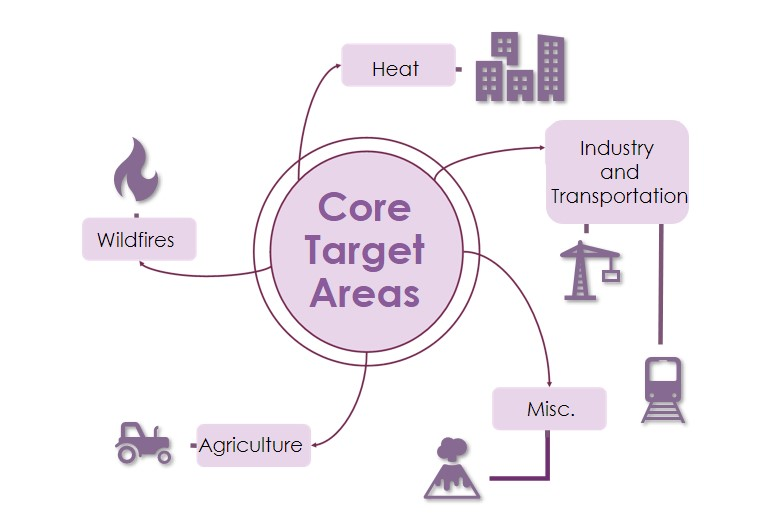 Heat
Industry
and
Transportation
Wildfires
Core
Target
Areas
Misc.
Agriculture